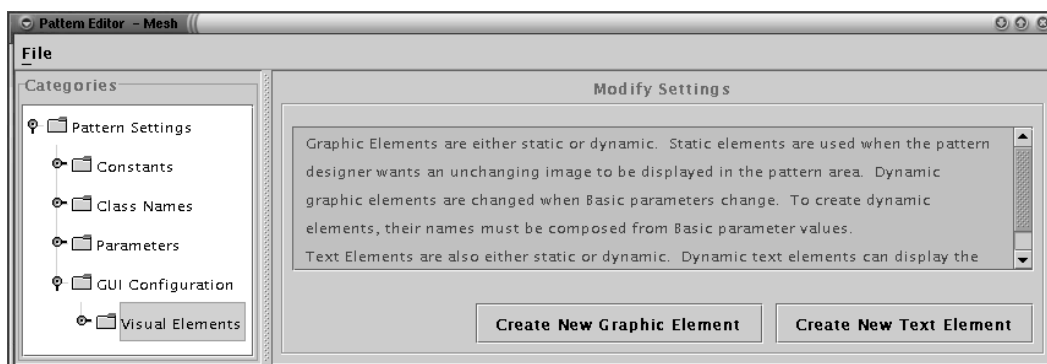 Pattern Editor - Mesh
File
Categories
Pattern Settings
Constants
Class Names
Parameters
GUI Configuration
Visual Elements
Modify Settings
Graphic Elements are either static or dynamic. Static elements are used when the pattern
designer wants an unchanging image to be displayed in the pattern area. Dynamic
graphic elements are changed when Basic parameters change. To create dynamic
elements, their names must be composed from Basic parameter values.
Text Elements are also either static or dynamic. Dynamic text elements can display the
Create New Graphic Element
Create New Text Element